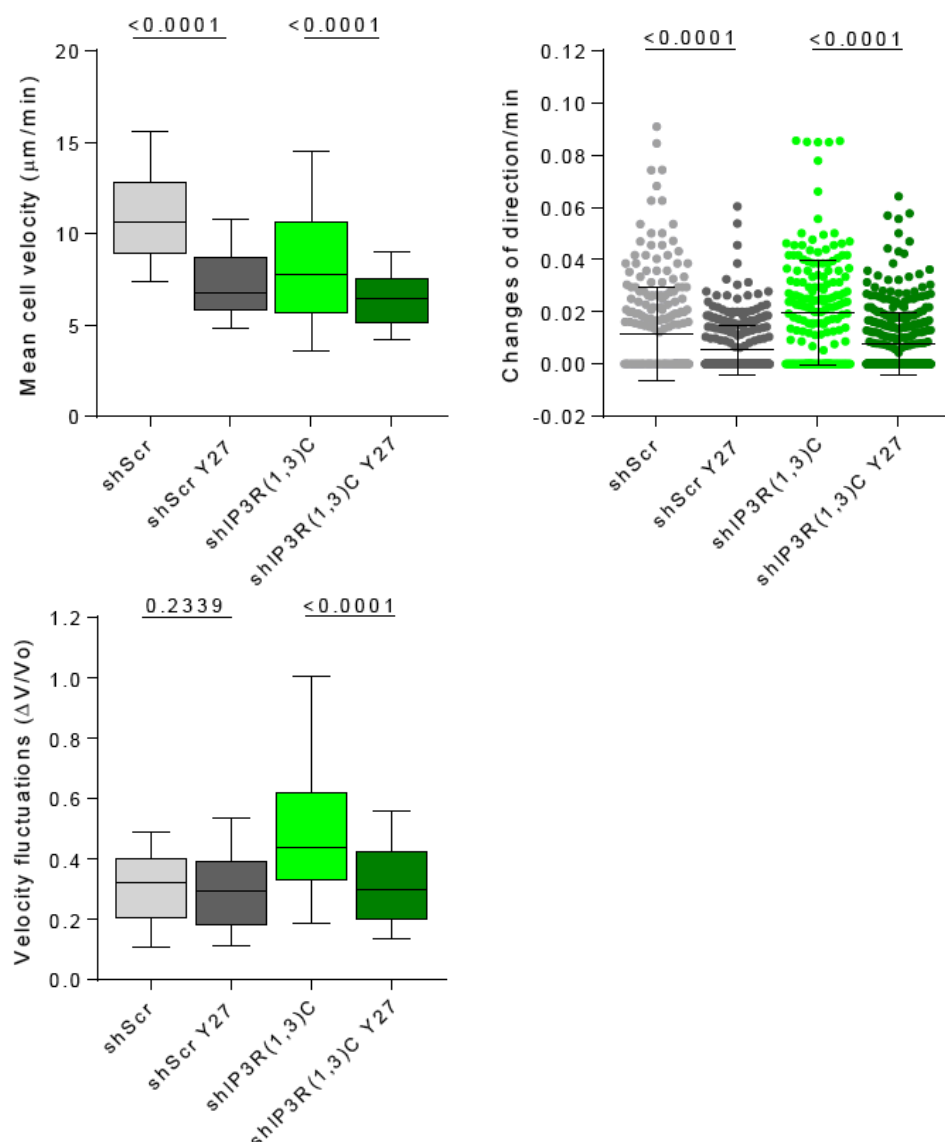 <0.0001 <0.0001
Mean cell velocity (μm/min)
20
15
10
5
0
shScr
shScr Y27
shIP3R(1,3)C
shIP3R(1,3)C Y27
<0.0001 <0.0001
Changes of direction/min
0.12
0.10
0.08
0.06
0.04
0.02
0.00
-0.02
shScr
shScr Y27
shIP3R(1,3)C
shIP3R(1,3)C Y27
0.2339 <0.0001
Velocity fluctuations (ΔV/Vo)
1.2
1.0
0.8
0.6
0.4
0.2
0.0
shScr
shScr Y27
shIP3R(1,3)C
shIP3R(1,3)C Y27